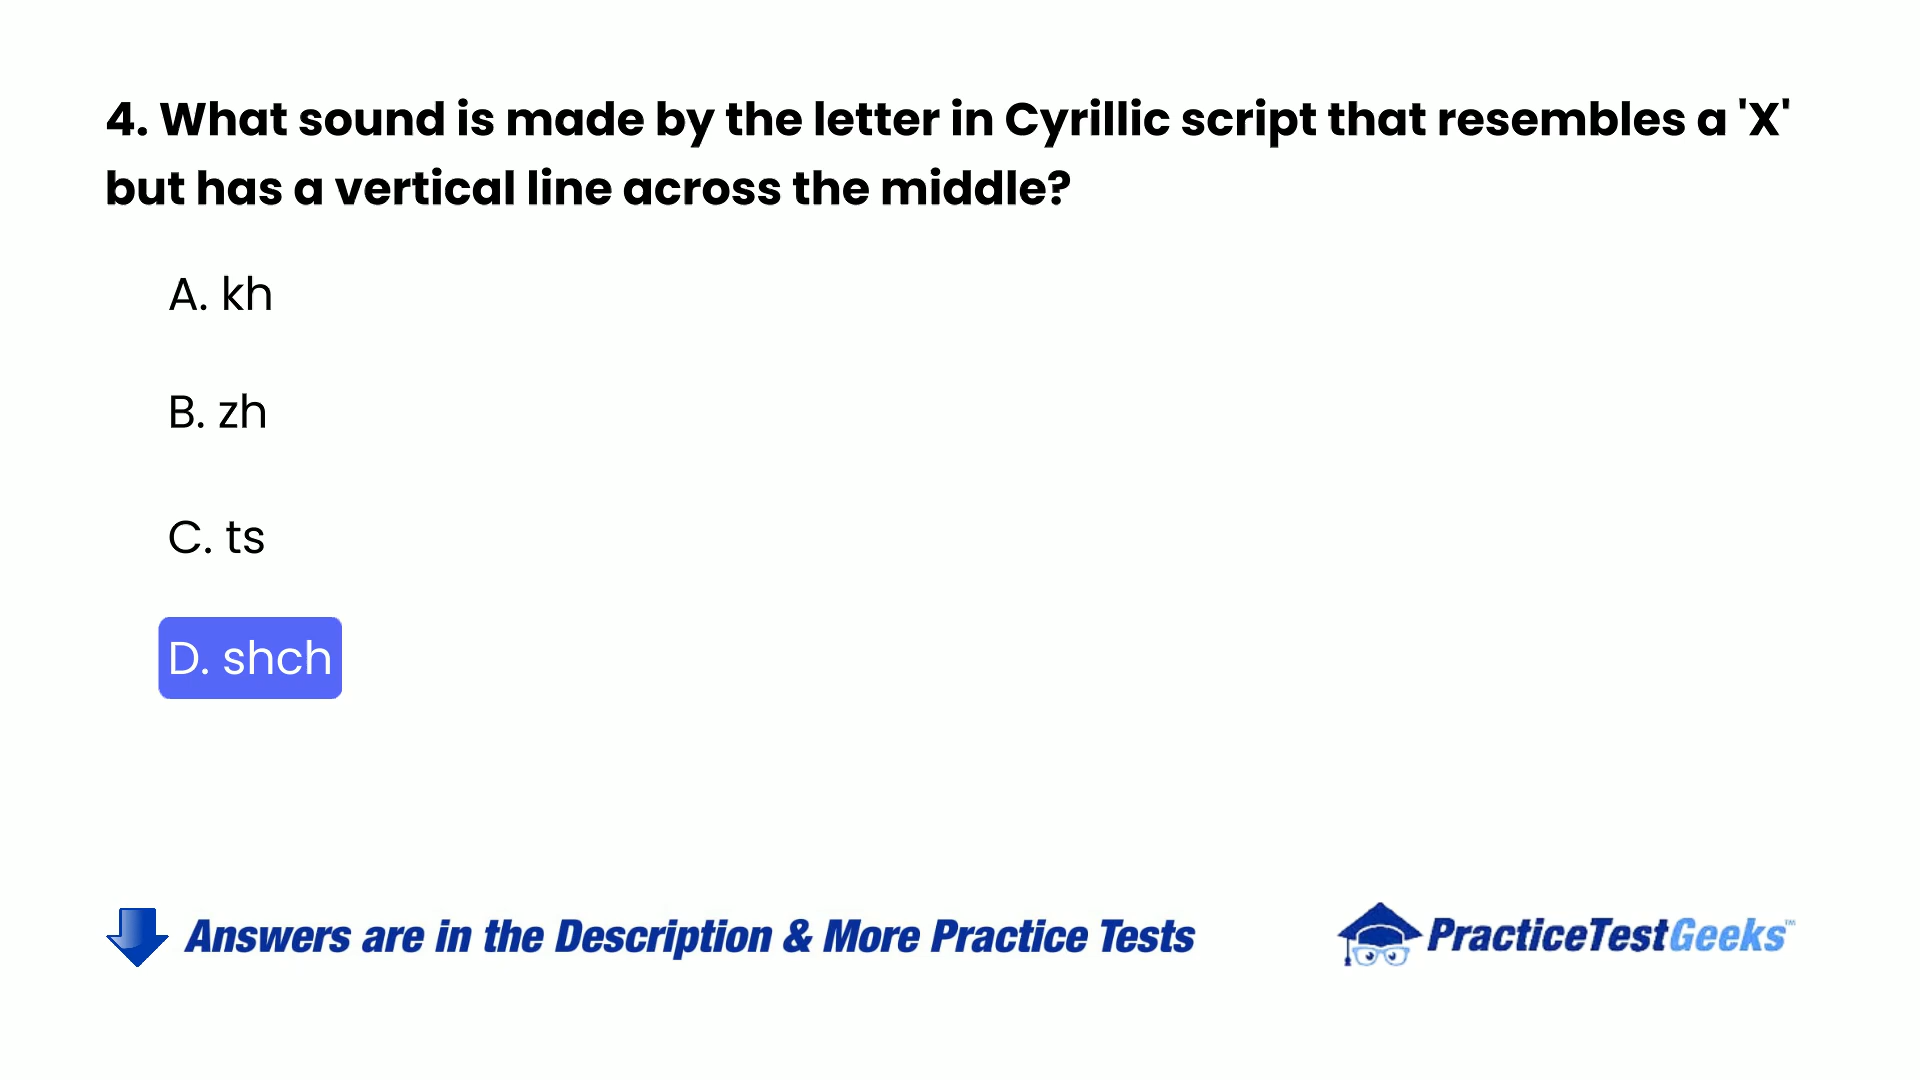 4. What sound is made by the letter in Cyrillic script that resembles a 'X'
but has a vertical line across the middle?
A. kh
B. zh
C. ts
D. shch
Answers are in the Description & More Practice Tests
PracticeTestGeeks™